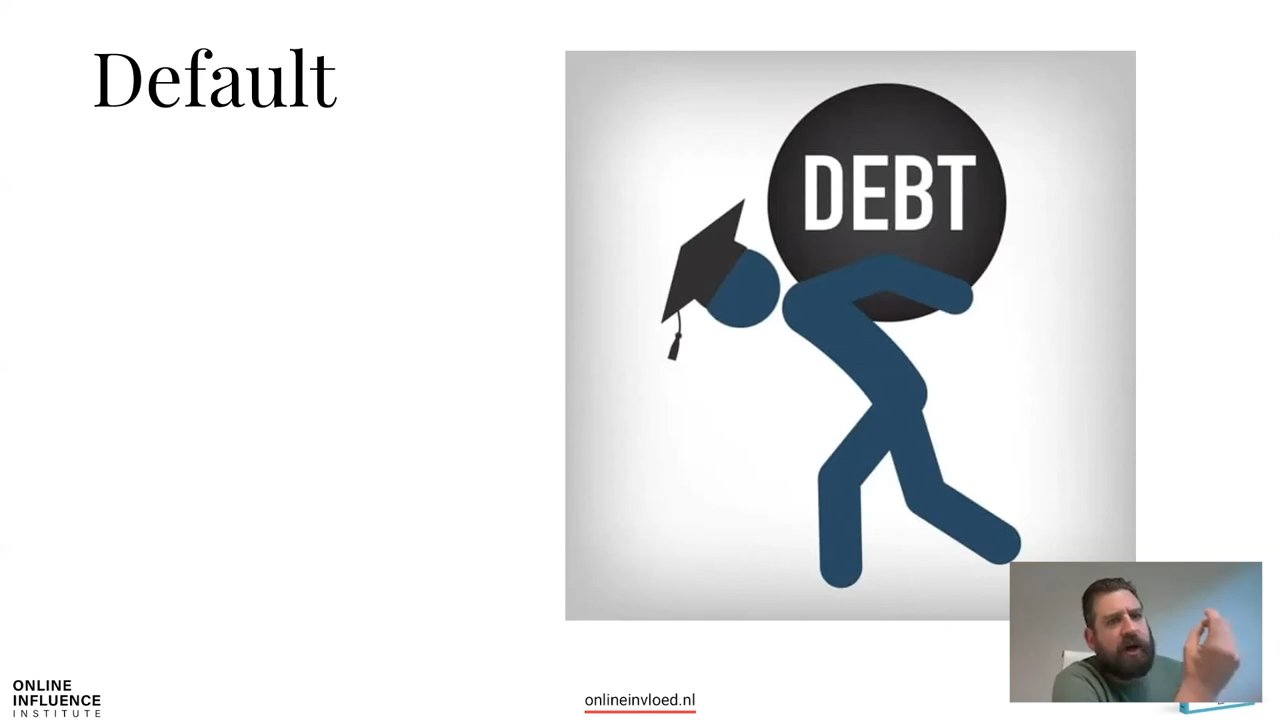 Default
DEBT
ONLINE
INFLUENCE
INSTITUTE
onlineinvloed.nl